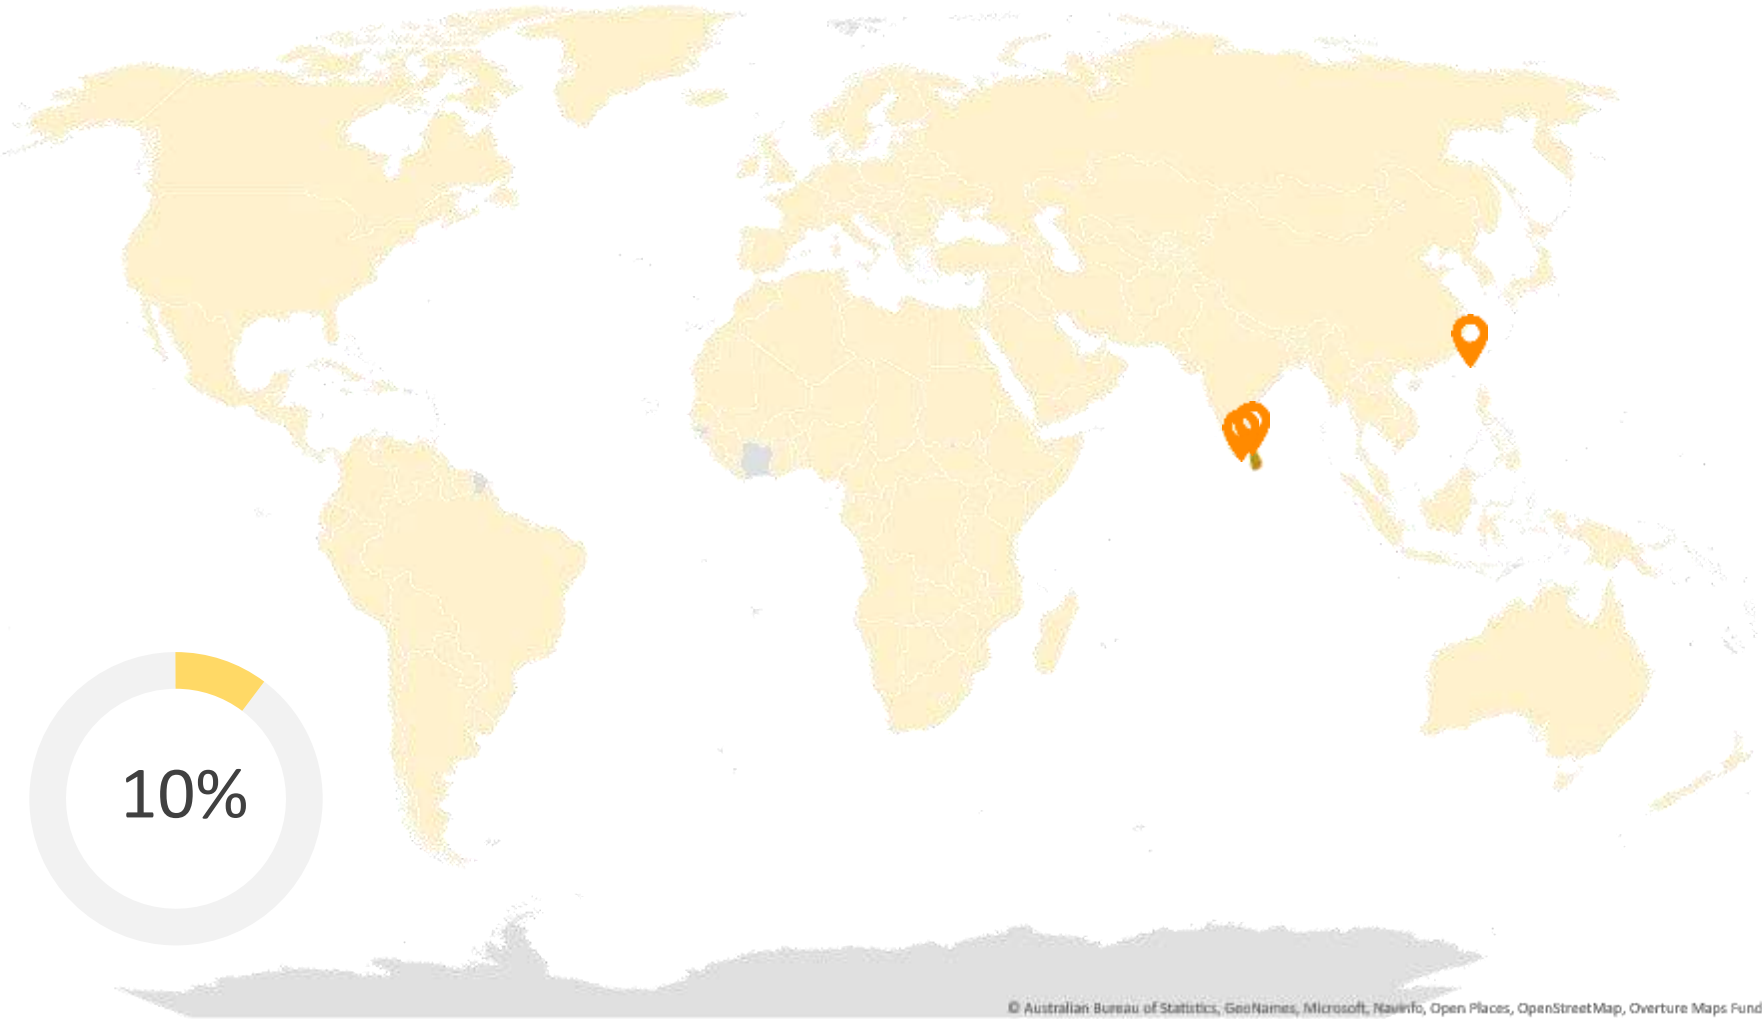 10%
© Australian Bureau of Statistics, GeoNames, Microsoft, Navinfo, Open Places, OpenStreetMap, Overture Maps Fund